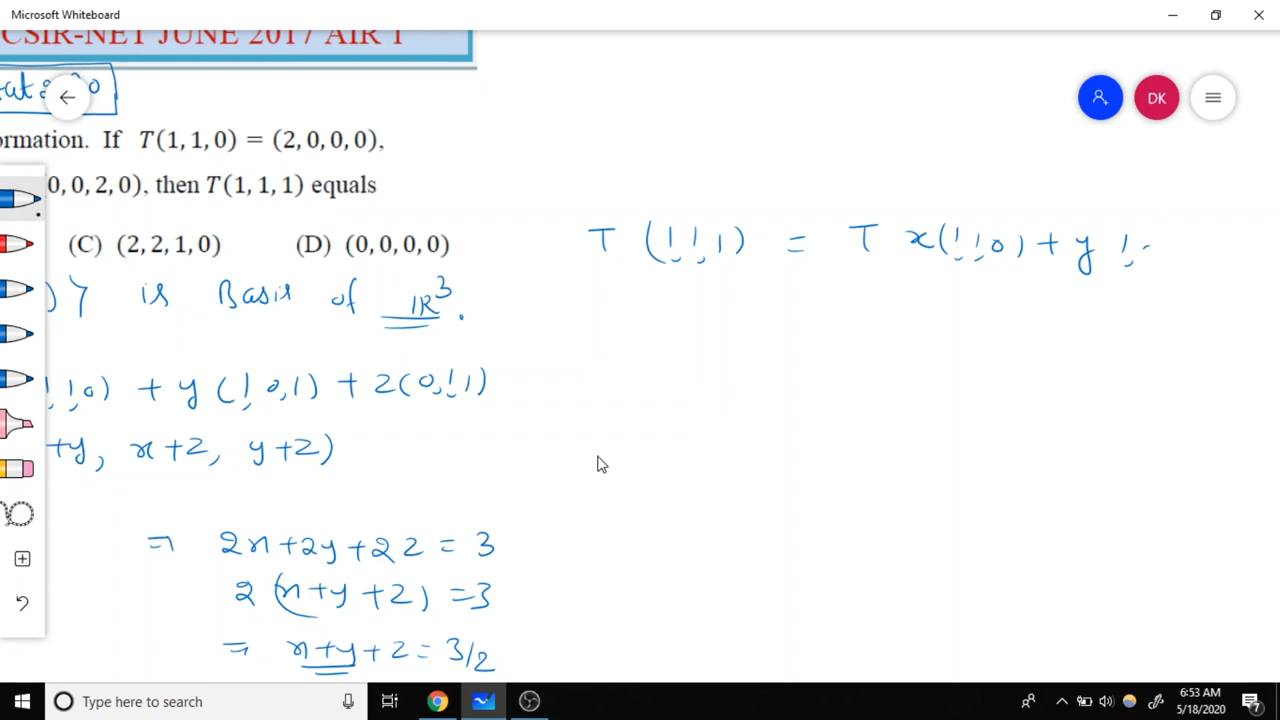 Microsoft Whiteboard
CSIR-NET JUNE 2017 AIR 1
DK
ormation. If T(1, 1, 0) = (2, 0, 0, 0),
0, 0, 2, 0), then T(1, 1, 1) equals
(C) (2, 2, 1, 0) (D) (0, 0, 0, 0)
T (1,1,1) = T x(1,1,0) + y 1,
)} is Basis of IR³.
1,0) + y (1,0,1) + z(0,1,1)
+y, x+z, y+z)
⇒ 2x+2y+2z = 3
2 (x+y+z) = 3
⇒ x+y+z = 3/2
Type here to search
6:53 AM
5/18/2020
7